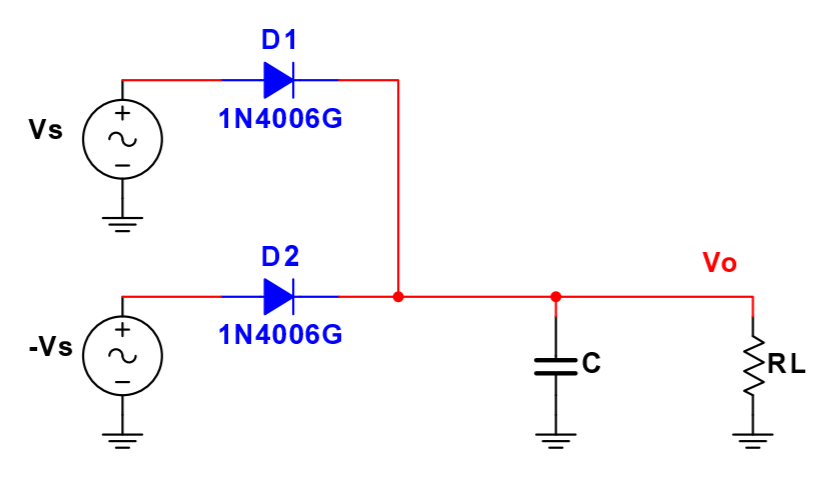 D1
1N4006G
Vs
+
−
D2
1N4006G
-Vs
+
−
Vo
C
RL